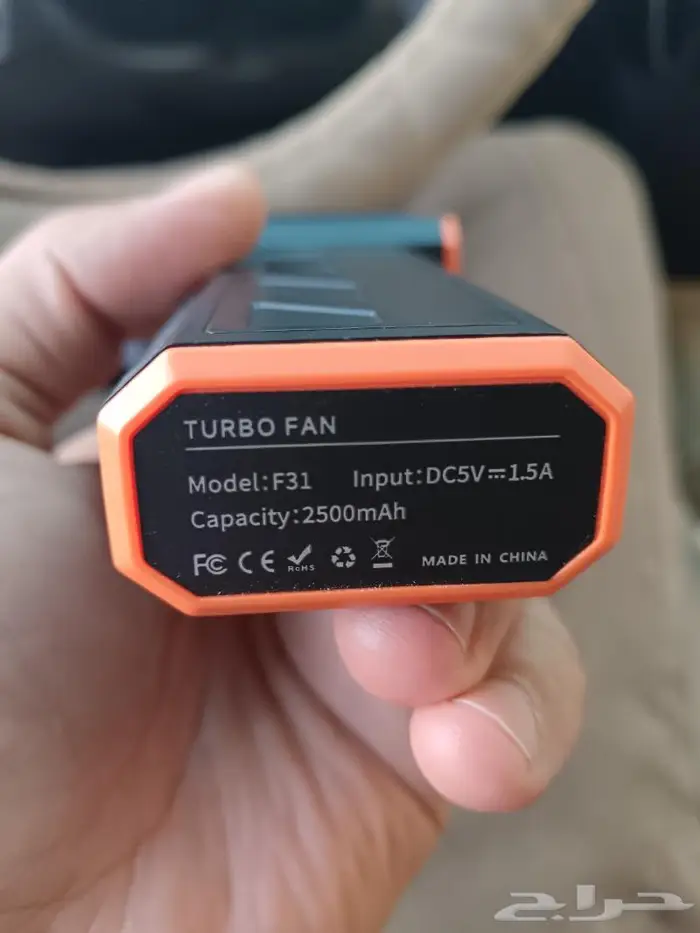 TURBO FAN
Model:F31 Input:DC5V⎓1.5A
Capacity:2500mAh
FC CE RoHS MADE IN CHINA
حراج